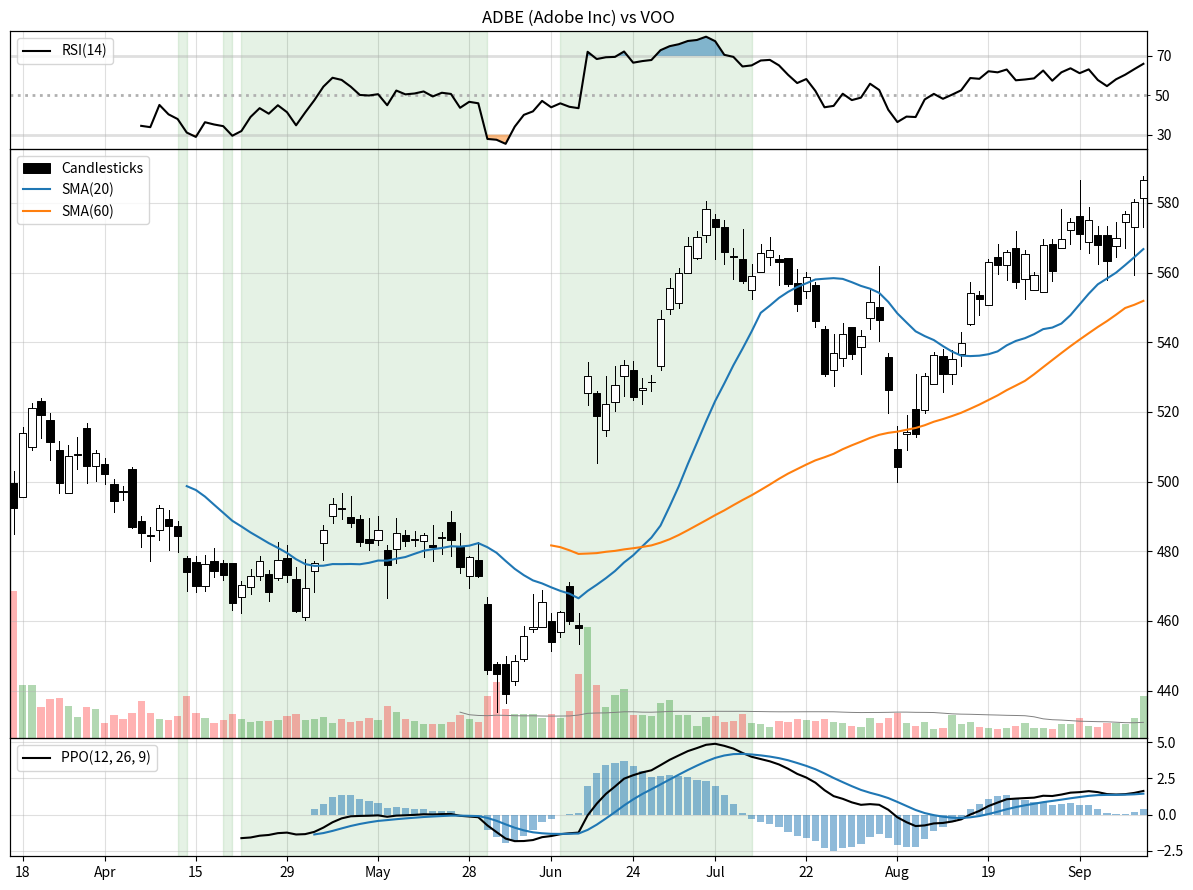 ADBE (Adobe Inc) vs VOO
RSI(14)
70
50
30
Candlesticks
SMA(20)
SMA(60)
580
560
540
520
500
480
460
440
PPO(12, 26, 9)
5.0
2.5
0.0
−2.5
18 Apr 15 29 May 28 Jun 24 Jul 22 Aug 19 Sep